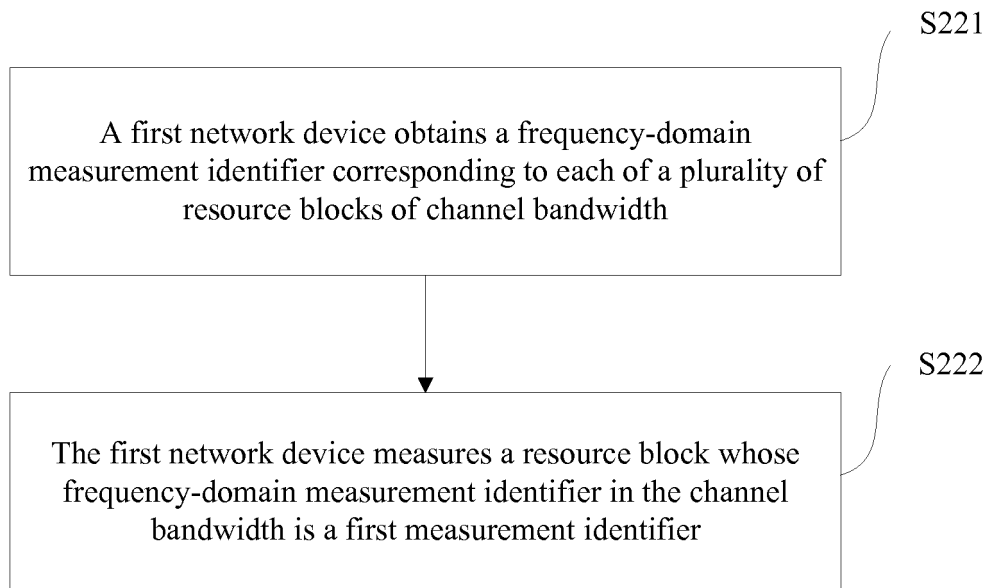 S221
A first network device obtains a frequency-domain
measurement identifier corresponding to each of a plurality of
resource blocks of channel bandwidth
S222
The first network device measures a resource block whose
frequency-domain measurement identifier in the channel
bandwidth is a first measurement identifier